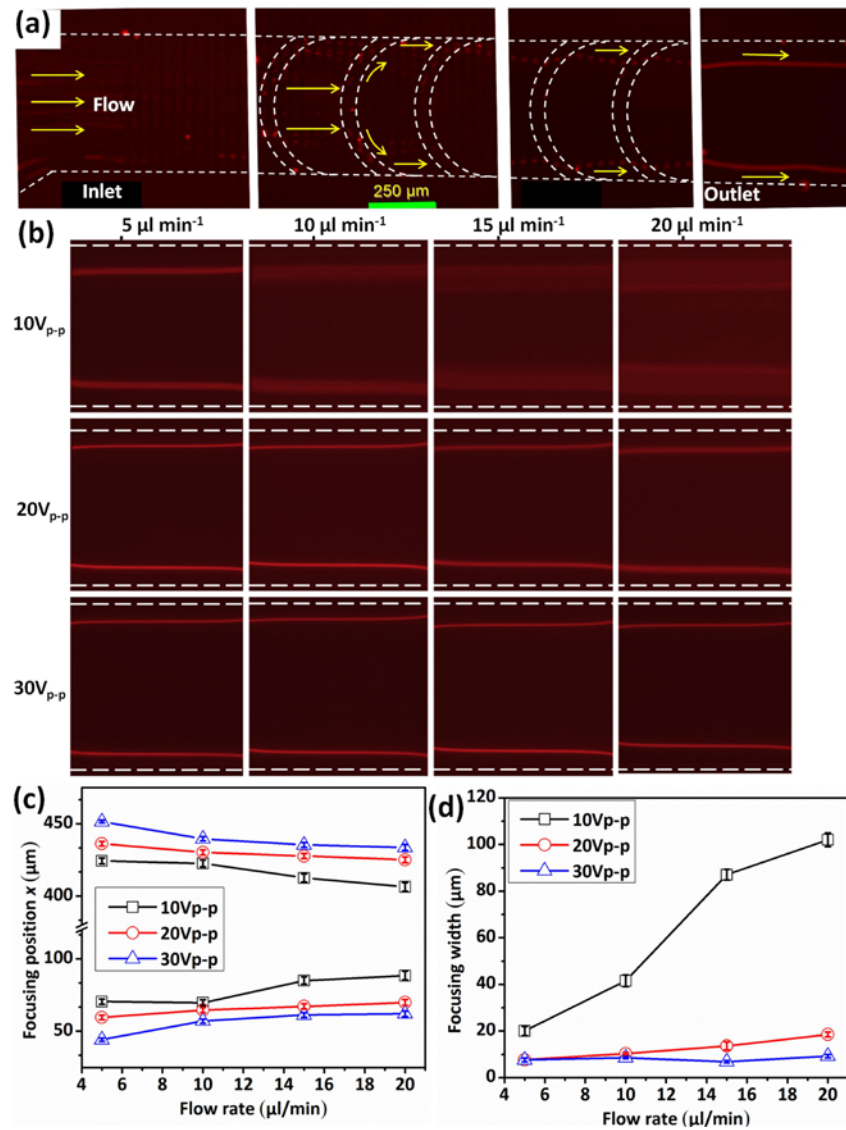 (a)
Flow
Inlet
250 µm
Outlet
(b)
5 µl min-1 10 µl min-1 15 µl min-1 20 µl min-1
10Vp-p
20Vp-p
30Vp-p
(c)
450
400
100
50
Focusing position x (µm)
10Vp-p
20Vp-p
30Vp-p
4 6 8 10 12 14 16 18 20
Flow rate (µl/min)
(d)
120
100
80
60
40
20
0
Focusing width (µm)
10Vp-p
20Vp-p
30Vp-p
4 6 8 10 12 14 16 18 20
Flow rate (µl/min)